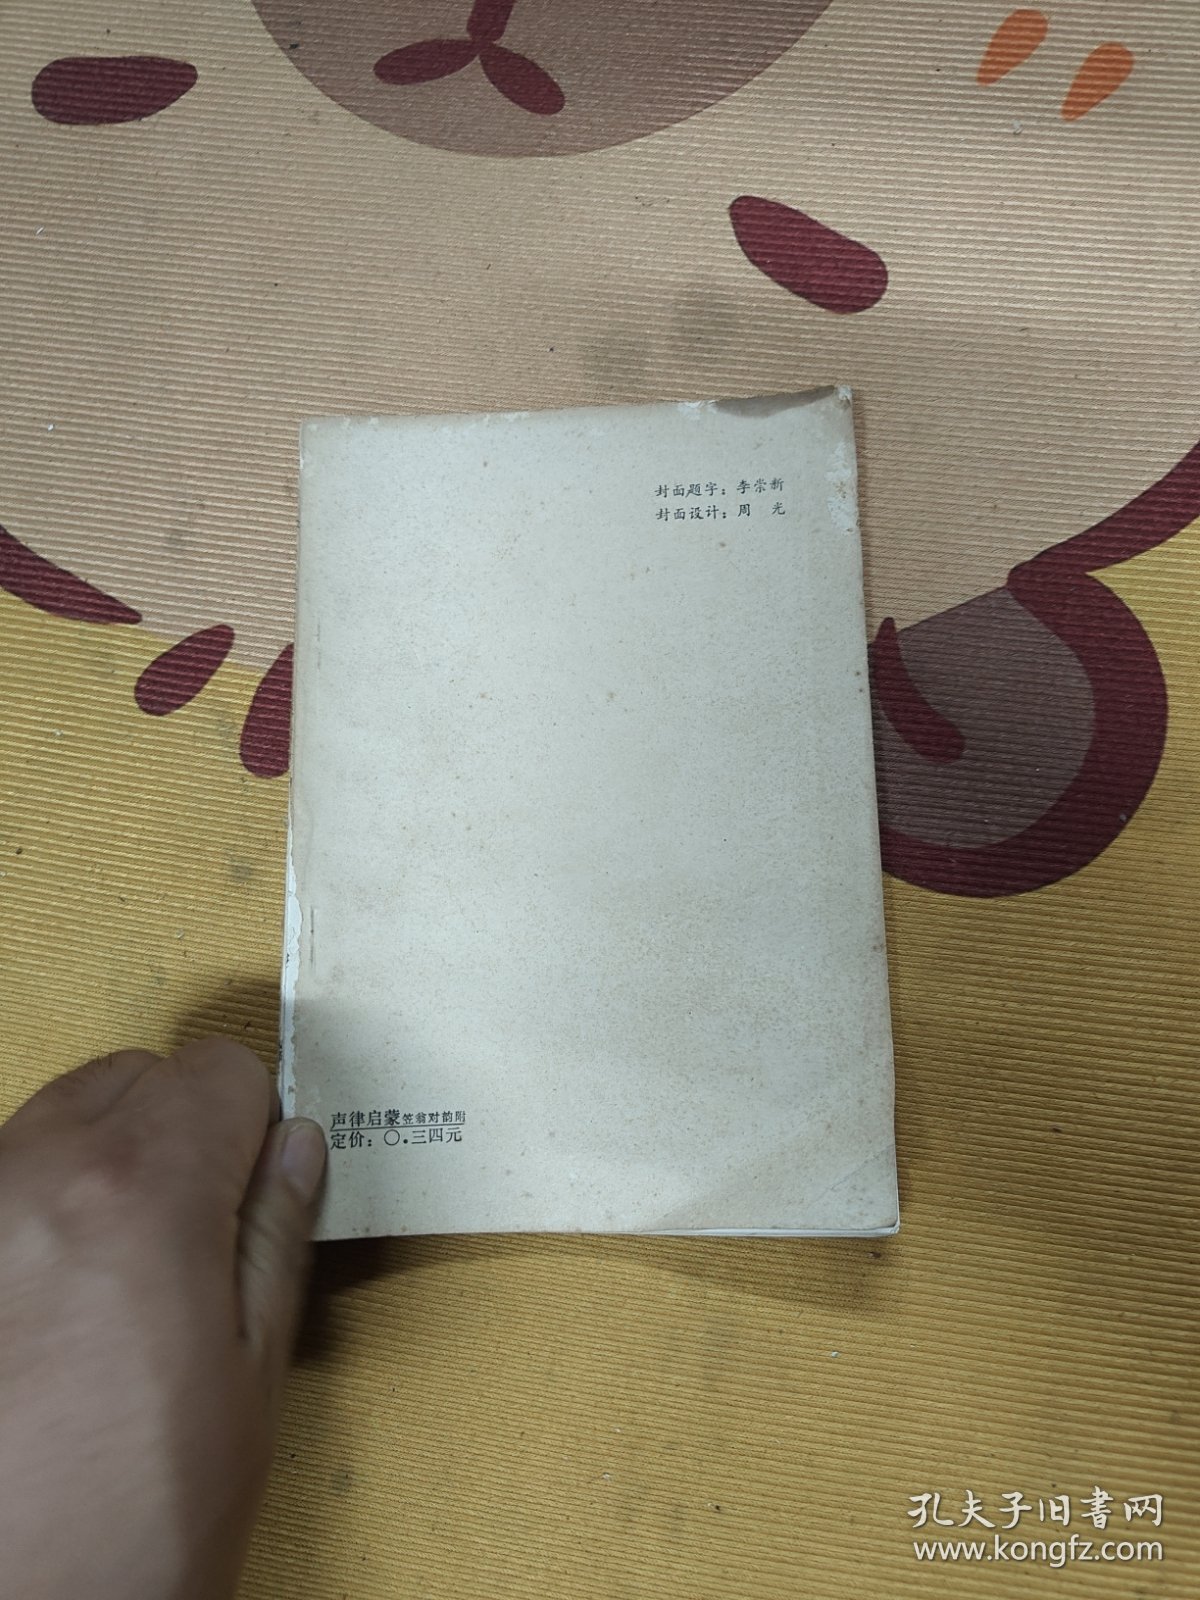 封面题字：李崇新
封面设计：周　光
声律启蒙笠翁对韵附
定价：〇.三四元
孔夫子旧書网
www.kongfz.com